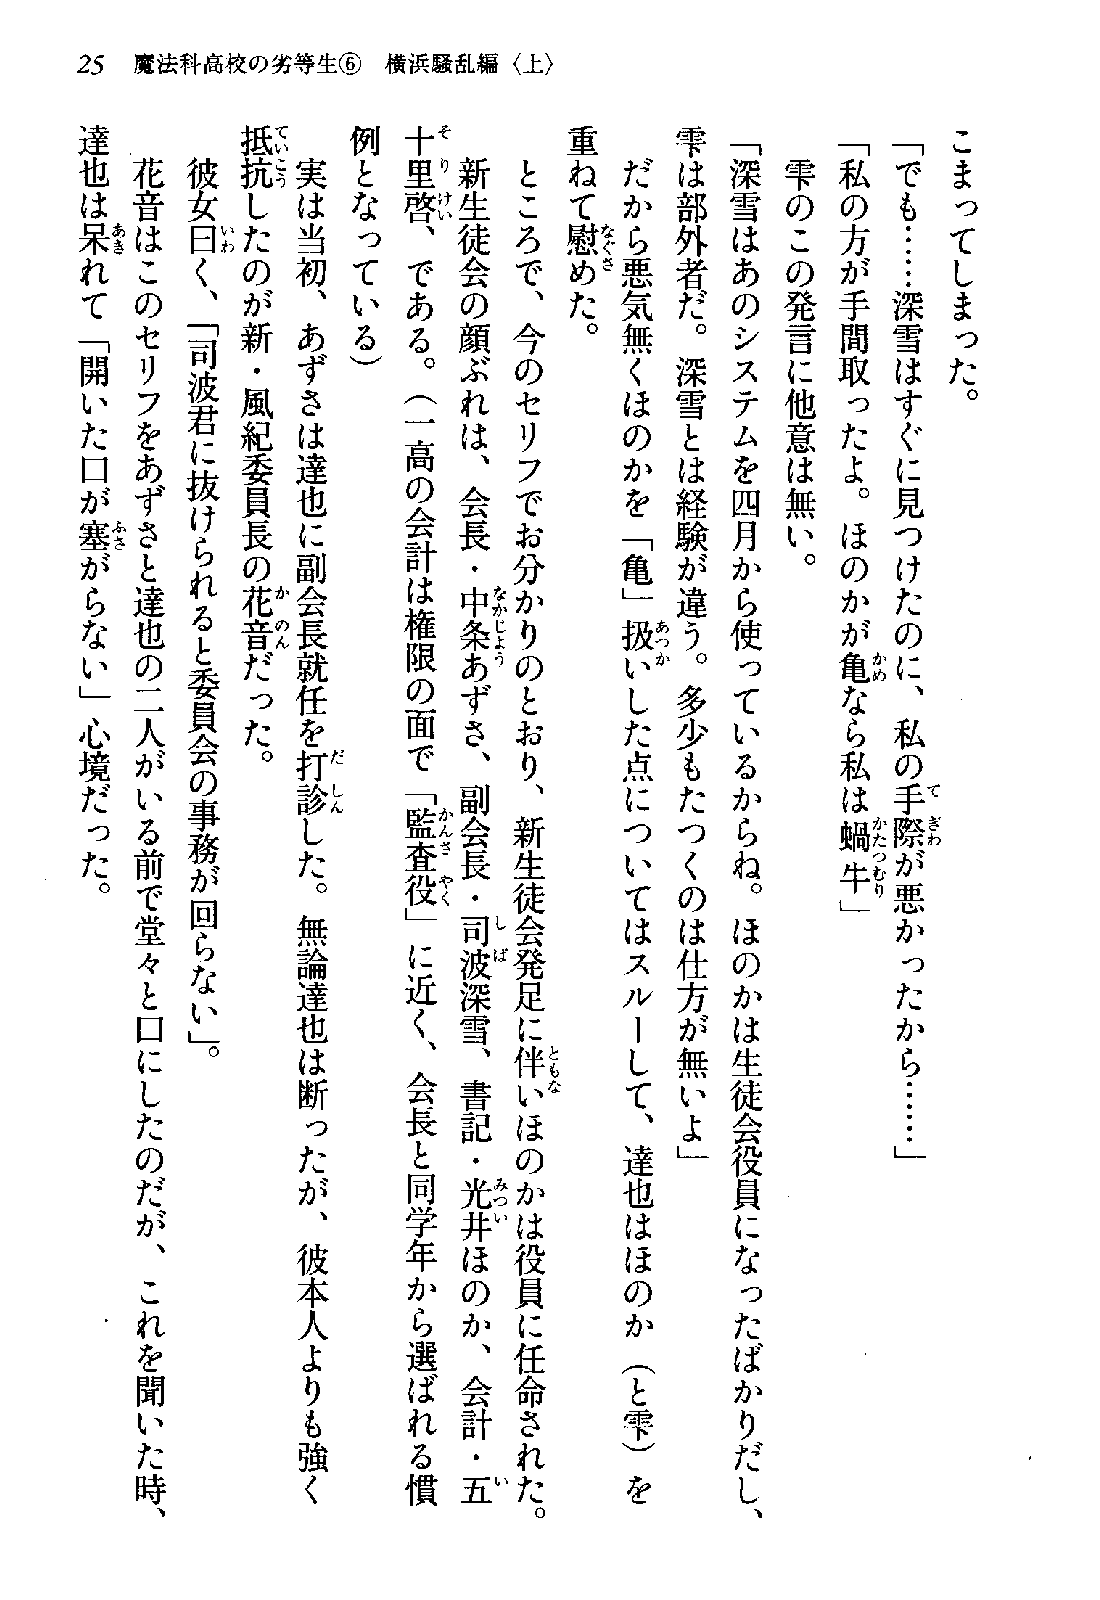 25　魔法科高校の劣等生⑥　横浜騒乱編〈上〉
こまってしまった。
「でも……深雪はすぐに見つけたのに、私の手際が悪かったから……」
「私の方が手間取ったよ。ほのかが亀なら私は蝸牛」
　雫のこの発言に他意は無い。
「深雪はあのシステムを四月から使っているからね。ほのかは生徒会役員になったばかりだし、
雫は部外者だ。深雪とは経験が違う。多少もたつくのは仕方が無いよ」
　だから悪気無くほのかを「亀」扱いした点についてはスルーして、達也はほのか（と雫）を
重ねて慰めた。
　ところで、今のセリフでお分かりのとおり、新生徒会発足に伴いほのかは役員に任命された。
　新生徒会の顔ぶれは、会長・中条あずさ、副会長・司波深雪、書記・光井ほのか、会計・五
十里啓、である。（一高の会計は権限の面で「監査役」に近く、会長と同学年から選ばれる慣
例となっている）
　実は当初、あずさは達也に副会長就任を打診した。無論達也は断ったが、彼本人よりも強く
抵抗したのが新・風紀委員長の花音だった。
　彼女曰く、「司波君に抜けられると委員会の事務が回らない」。
　花音はこのセリフをあずさと達也の二人がいる前で堂々と口にしたのだが、これを聞いた時、
達也は呆れて「開いた口が塞がらない」心境だった。